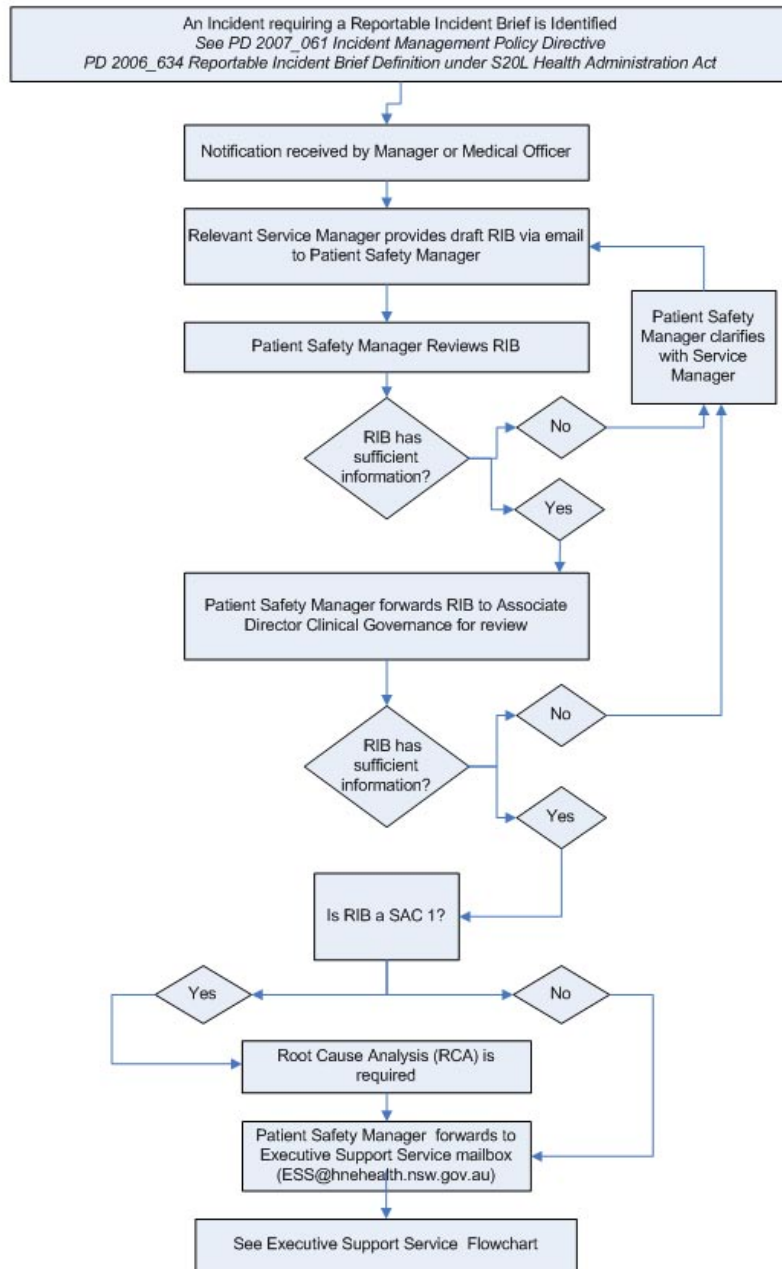 An Incident requiring a Reportable Incident Brief is Identified
See PD 2007_061 Incident Management Policy Directive
PD 2006_634 Reportable Incident Brief Definition under S20L Health Administration Act
Notification received by Manager or Medical Officer
Relevant Service Manager provides draft RIB via email
to Patient Safety Manager
Patient Safety
Manager clarifies
with Service
Manager
Patient Safety Manager Reviews RIB
RIB has
sufficient
information?
No
Yes
Patient Safety Manager forwards RIB to Associate
Director Clinical Governance for review
RIB has
sufficient
information?
No
Yes
Is RIB a SAC 1?
Yes
No
Root Cause Analysis (RCA) is
required
Patient Safety Manager forwards to
Executive Support Service mailbox
(ESS@hnehealth.nsw.gov.au)
See Executive Support Service Flowchart